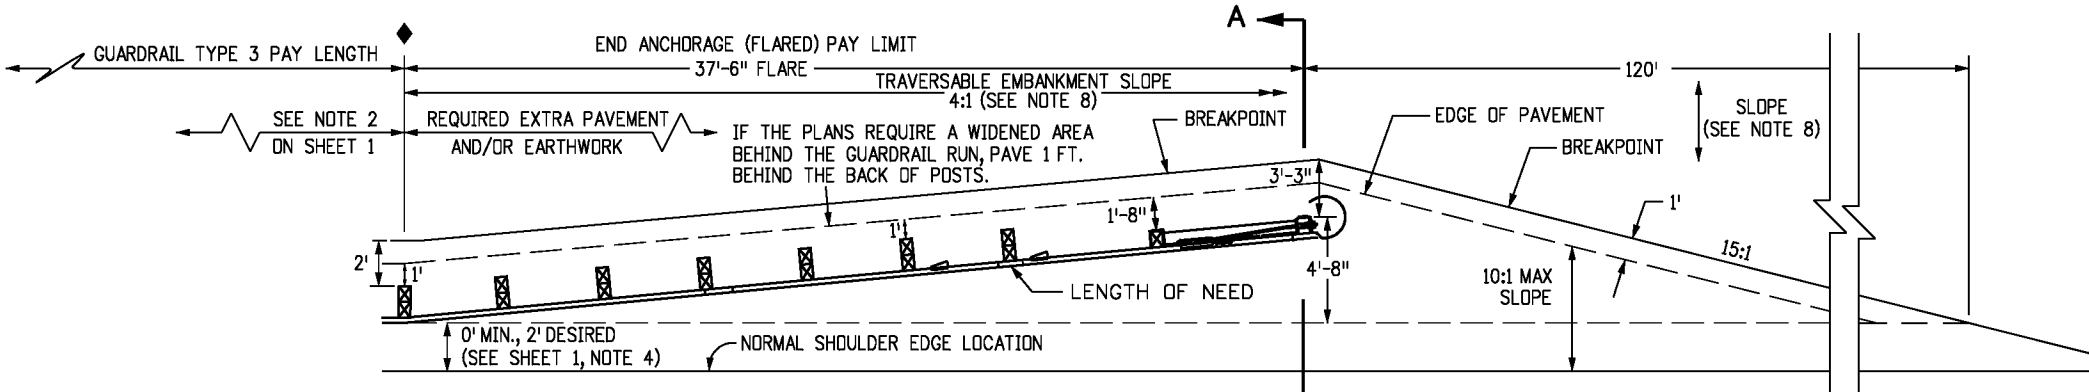 A
GUARDRAIL TYPE 3 PAY LENGTH
END ANCHORAGE (FLARED) PAY LIMIT
37'-6" FLARE
120'
TRAVERSABLE EMBANKMENT SLOPE
4:1 (SEE NOTE 8)
SEE NOTE 2
ON SHEET 1
REQUIRED EXTRA PAVEMENT
AND/OR EARTHWORK
IF THE PLANS REQUIRE A WIDENED AREA
BEHIND THE GUARDRAIL RUN, PAVE 1 FT.
BEHIND THE BACK OF POSTS.
BREAKPOINT
EDGE OF PAVEMENT
BREAKPOINT
SLOPE
(SEE NOTE 8)
3'-3"
1'-8"
1'
1'
2'
1'
15:1
4'-8"
10:1 MAX
SLOPE
LENGTH OF NEED
0' MIN., 2' DESIRED
(SEE SHEET 1, NOTE 4)
NORMAL SHOULDER EDGE LOCATION